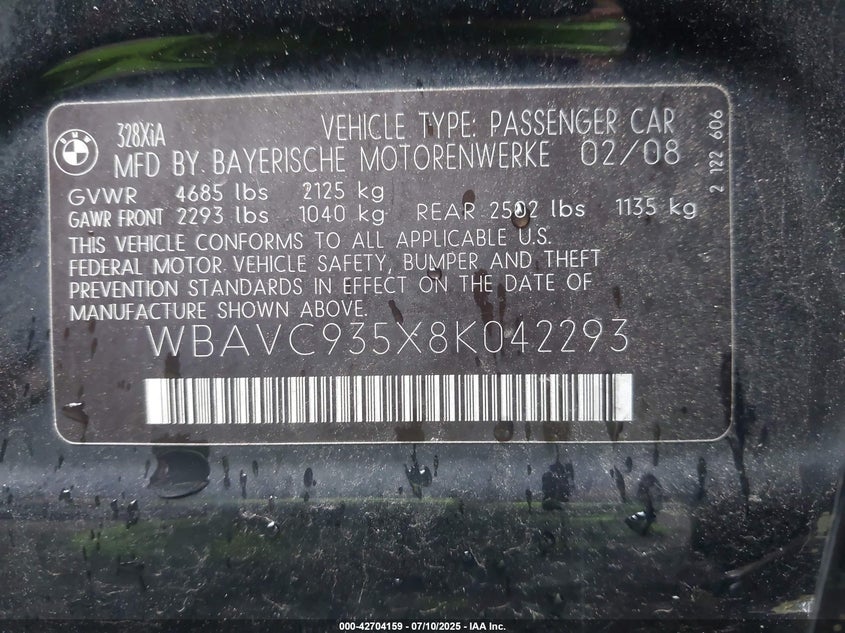 BMW
328XiA
VEHICLE TYPE: PASSENGER CAR
MFD BY. BAYERISCHE MOTORENWERKE 02/08
GVWR 4685 lbs 2125 kg
GAWR FRONT 2293 lbs 1040 kg REAR 2502 lbs 1135 kg
THIS VEHICLE CONFORMS TO ALL APPLICABLE U.S.
FEDERAL MOTOR VEHICLE SAFETY, BUMPER AND THEFT
PREVENTION STANDARDS IN EFFECT ON THE DATE OF
MANUFACTURE SHOWN ABOVE.
WBAVC935X8K042293
2 122 606
000-42704159 - 07/10/2025 - IAA Inc.